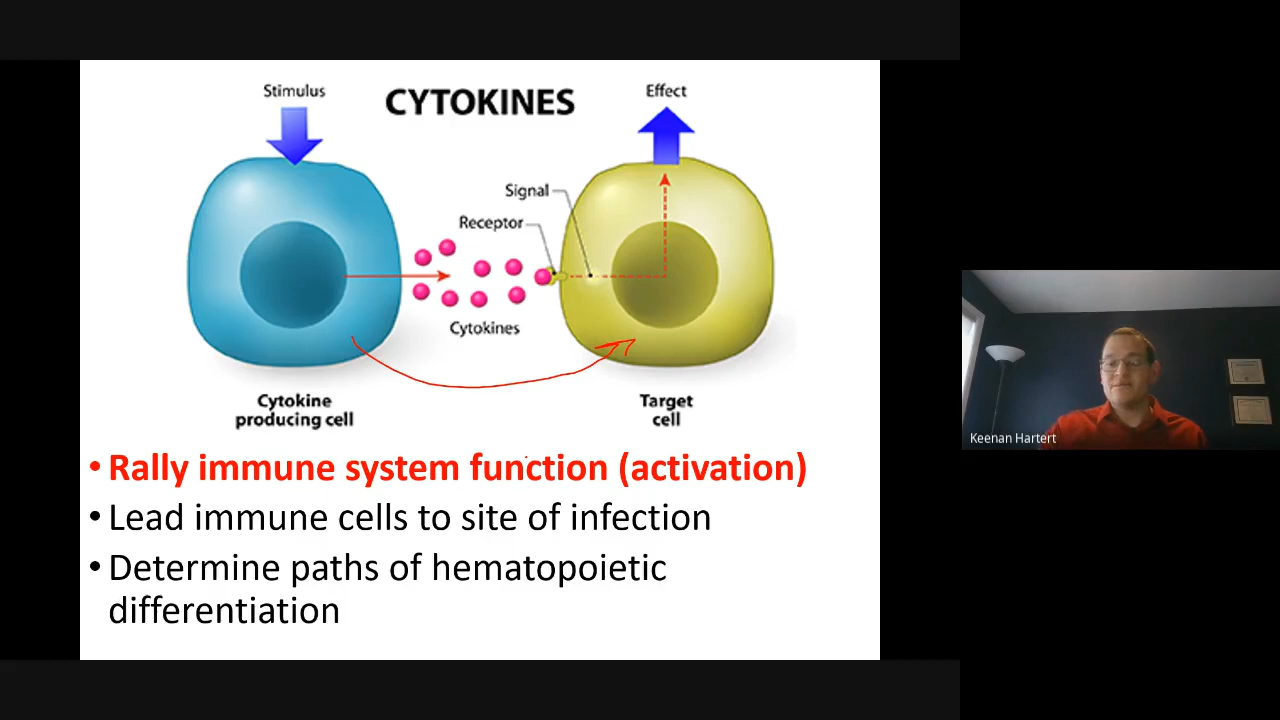 Stimulus
CYTOKINES
Effect
Signal
Receptor
Cytokines
Cytokine
producing cell
Target
cell
• Rally immune system function (activation)
• Lead immune cells to site of infection
• Determine paths of hematopoietic
differentiation
Keenan Hartert